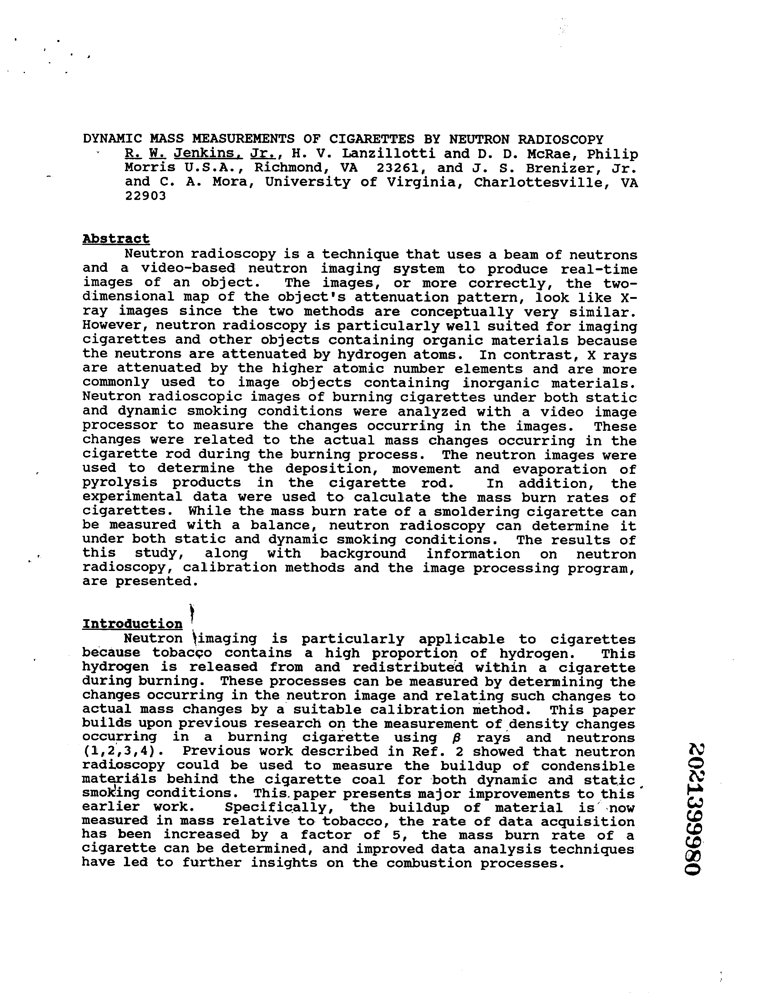 DYNAMIC MASS MEASUREMENTS OF CIGARETTES BY NEUTRON RADIOSCOPY
R. W. Jenkins, Jr., H. V. Lanzillotti and D. D. McRae, Philip
Morris U.S.A., Richmond, VA 23261, and J. S. Brenizer, Jr.
and C. A. Mora, University of Virginia, Charlottesville, VA
22903
Abstract
Neutron radioscopy is a technique that uses a beam of neutrons
and a video-based neutron imaging system to produce real-time
images of an object. The images, or more correctly, the two-
dimensional map of the object's attenuation pattern, look like X-
ray images since the two methods are conceptually very similar.
However, neutron radioscopy is particularly well suited for imaging
cigarettes and other objects containing organic materials because
the neutrons are attenuated by hydrogen atoms. In contrast, X rays
are attenuated by the higher atomic number elements and are more
commonly used to image objects containing inorganic materials.
Neutron radioscopic images of burning cigarettes under both static
and dynamic smoking conditions were analyzed with a video image
processor to measure the changes occurring in the images. These
changes were related to the actual mass changes occurring in the
cigarette rod during the burning process. The neutron images were
used to determine the deposition, movement and evaporation of
pyrolysis products in the cigarette rod. In addition, the
experimental data were used to calculate the mass burn rates of
cigarettes. While the mass burn rate of a smoldering cigarette can
be measured with a balance, neutron radioscopy can determine it
under both static and dynamic smoking conditions. The results of
this study, along with background information on neutron
radioscopy, calibration methods and the image processing program,
are presented.
Introduction
Neutron imaging is particularly applicable to cigarettes
because tobacco contains a high proportion of hydrogen. This
hydrogen is released from and redistributed within a cigarette
during burning. These processes can be measured by determining the
changes occurring in the neutron image and relating such changes to
actual mass changes by a suitable calibration method. This paper
builds upon previous research on the measurement of density changes
occurring in a burning cigarette using β rays and neutrons
(1,2,3,4). Previous work described in Ref. 2 showed that neutron
radioscopy could be used to measure the buildup of condensible
materials behind the cigarette coal for both dynamic and static
smoking conditions. This paper presents major improvements to this
earlier work. Specifically, the buildup of material is now
measured in mass relative to tobacco, the rate of data acquisition
has been increased by a factor of 5, the mass burn rate of a
cigarette can be determined, and improved data analysis techniques
have led to further insights on the combustion processes.
2021399980